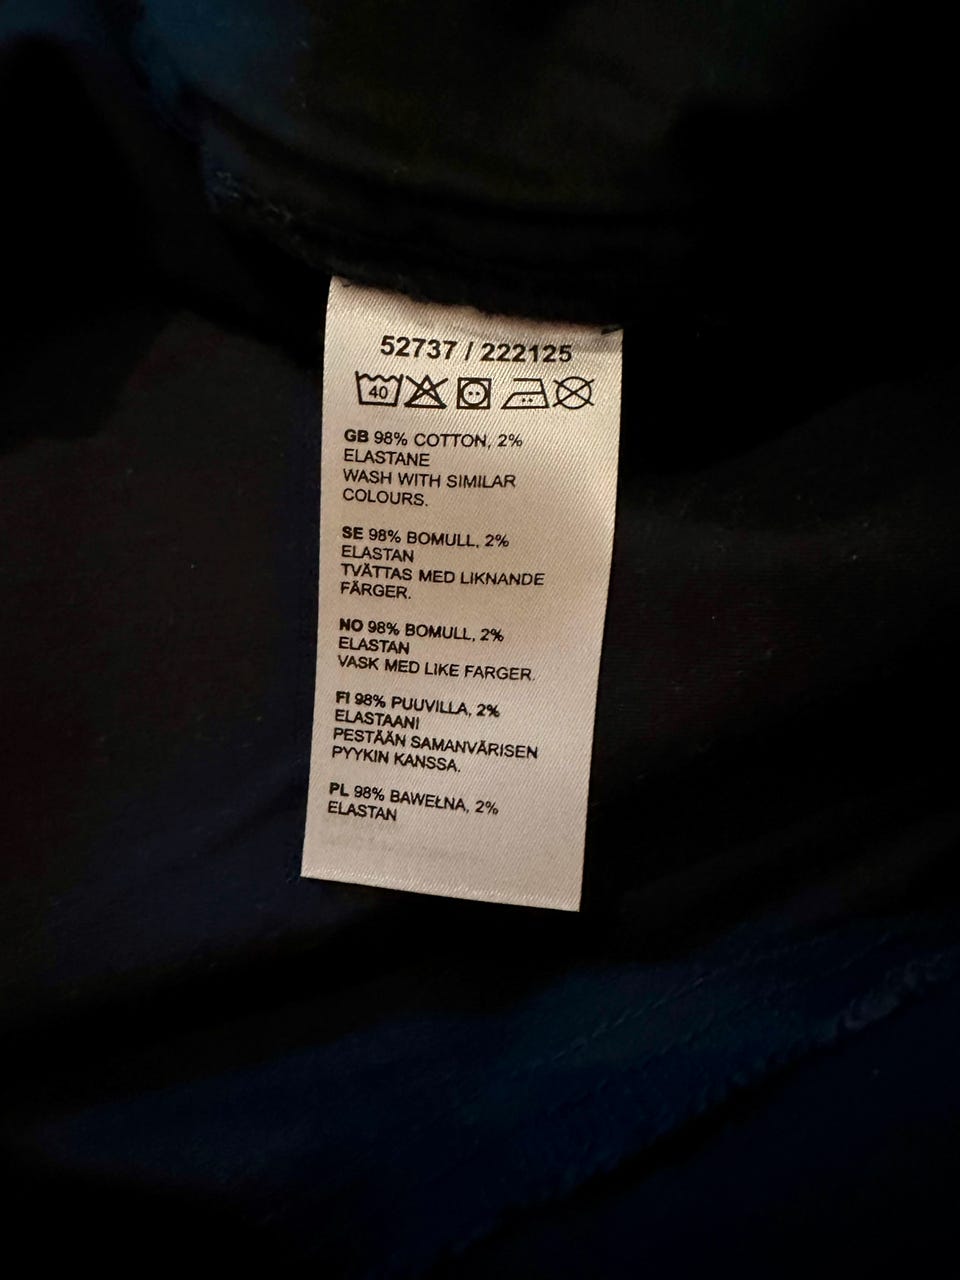 52737 / 222125
40
GB 98% COTTON, 2%
ELASTANE
WASH WITH SIMILAR
COLOURS.
SE 98% BOMULL, 2%
ELASTAN
TVÄTTAS MED LIKNANDE
FÄRGER.
NO 98% BOMULL, 2%
ELASTAN
VASK MED LIKE FARGER.
FI 98% PUUVILLA, 2%
ELASTAANI
PESTÄÄN SAMANVÄRISEN
PYYKIN KANSSA.
PL 98% BAWEŁNA, 2%
ELASTAN